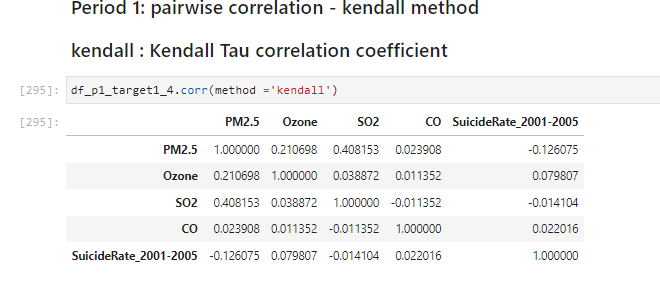 Period 1: pairwise correlation - kendall method
kendall : Kendall Tau correlation coefficient
[295]: df_p1_target1_4.corr(method ='kendall')
[295]: PM2.5 Ozone SO2 CO SuicideRate_2001-2005
PM2.5 1.000000 0.210698 0.408153 0.023908 -0.126075
Ozone 0.210698 1.000000 0.038872 0.011352 0.079807
SO2 0.408153 0.038872 1.000000 -0.011352 -0.014104
CO 0.023908 0.011352 -0.011352 1.000000 0.022016
SuicideRate_2001-2005 -0.126075 0.079807 -0.014104 0.022016 1.000000